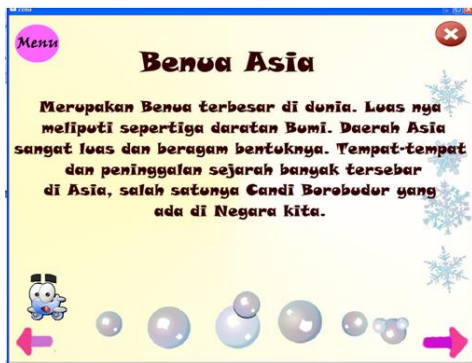 Menu
Benua Asia
Merupakan Benua terbesar di dunia. Luas nya
meliputi sepertiga daratan Bumi. Daerah Asia
sangat luas dan beragam bentuknya. Tempat-tempat
dan peninggalan sejarah banyak tersebar
di Asia, salah satunya Candi Borobudur yang
ada di Negara kita.